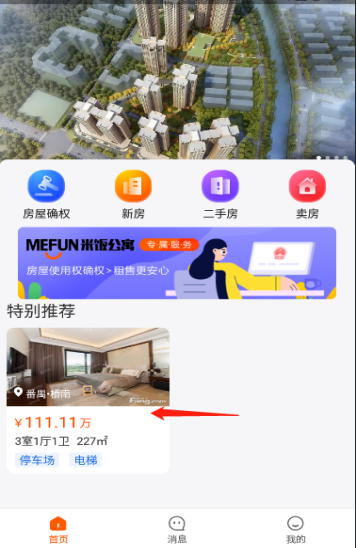 房屋确权
新房
二手房
卖房
MEFUN 米饭公寓 专·属·服务
房屋使用权确权>租售更安心
特别推荐
番禺·桥南
¥111.11万
3室1厅1卫 227㎡
停车场 电梯
首页
消息
我的